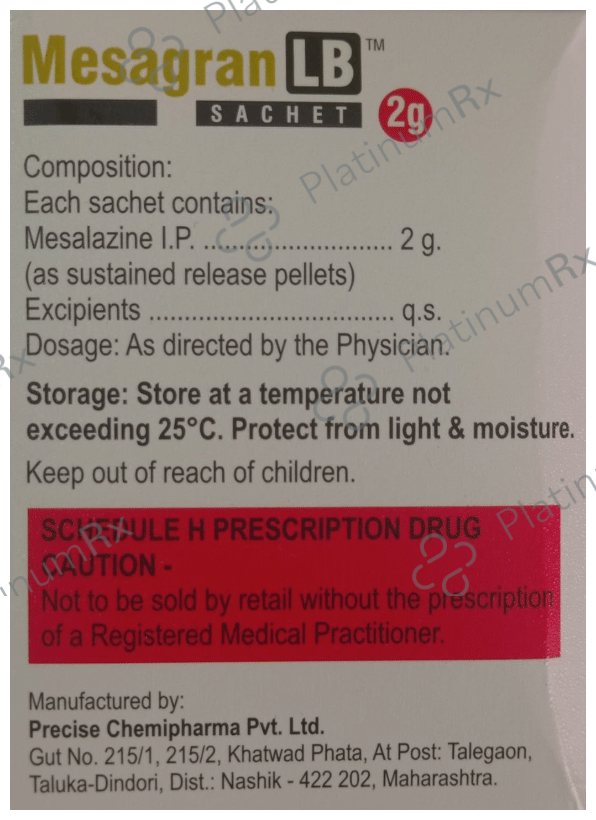 Mesagran LB™
SACHET 2g
Composition:
Each sachet contains:
Mesalazine I.P. ............................ 2 g.
(as sustained release pellets)
Excipients ................................... q.s.
Dosage: As directed by the Physician.
Storage: Store at a temperature not
exceeding 25°C. Protect from light & moisture.
Keep out of reach of children.
SCHEDULE H PRESCRIPTION DRUG
CAUTION -
Not to be sold by retail without the prescription
of a Registered Medical Practitioner.
Manufactured by:
Precise Chemipharma Pvt. Ltd.
Gut No. 215/1, 215/2, Khatwad Phata, At Post: Talegaon,
Taluka-Dindori, Dist.: Nashik - 422 202, Maharashtra.
PlatinumRx
PlatinumRx
PlatinumRx